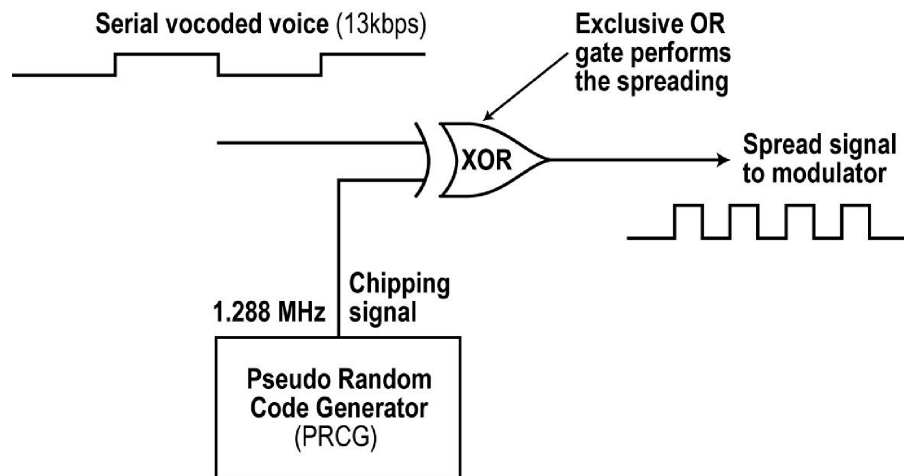 Serial vocoded voice (13kbps)
Exclusive OR
gate performs
the spreading
XOR
Spread signal
to modulator
1.288 MHz
Chipping
signal
Pseudo Random
Code Generator
(PRCG)